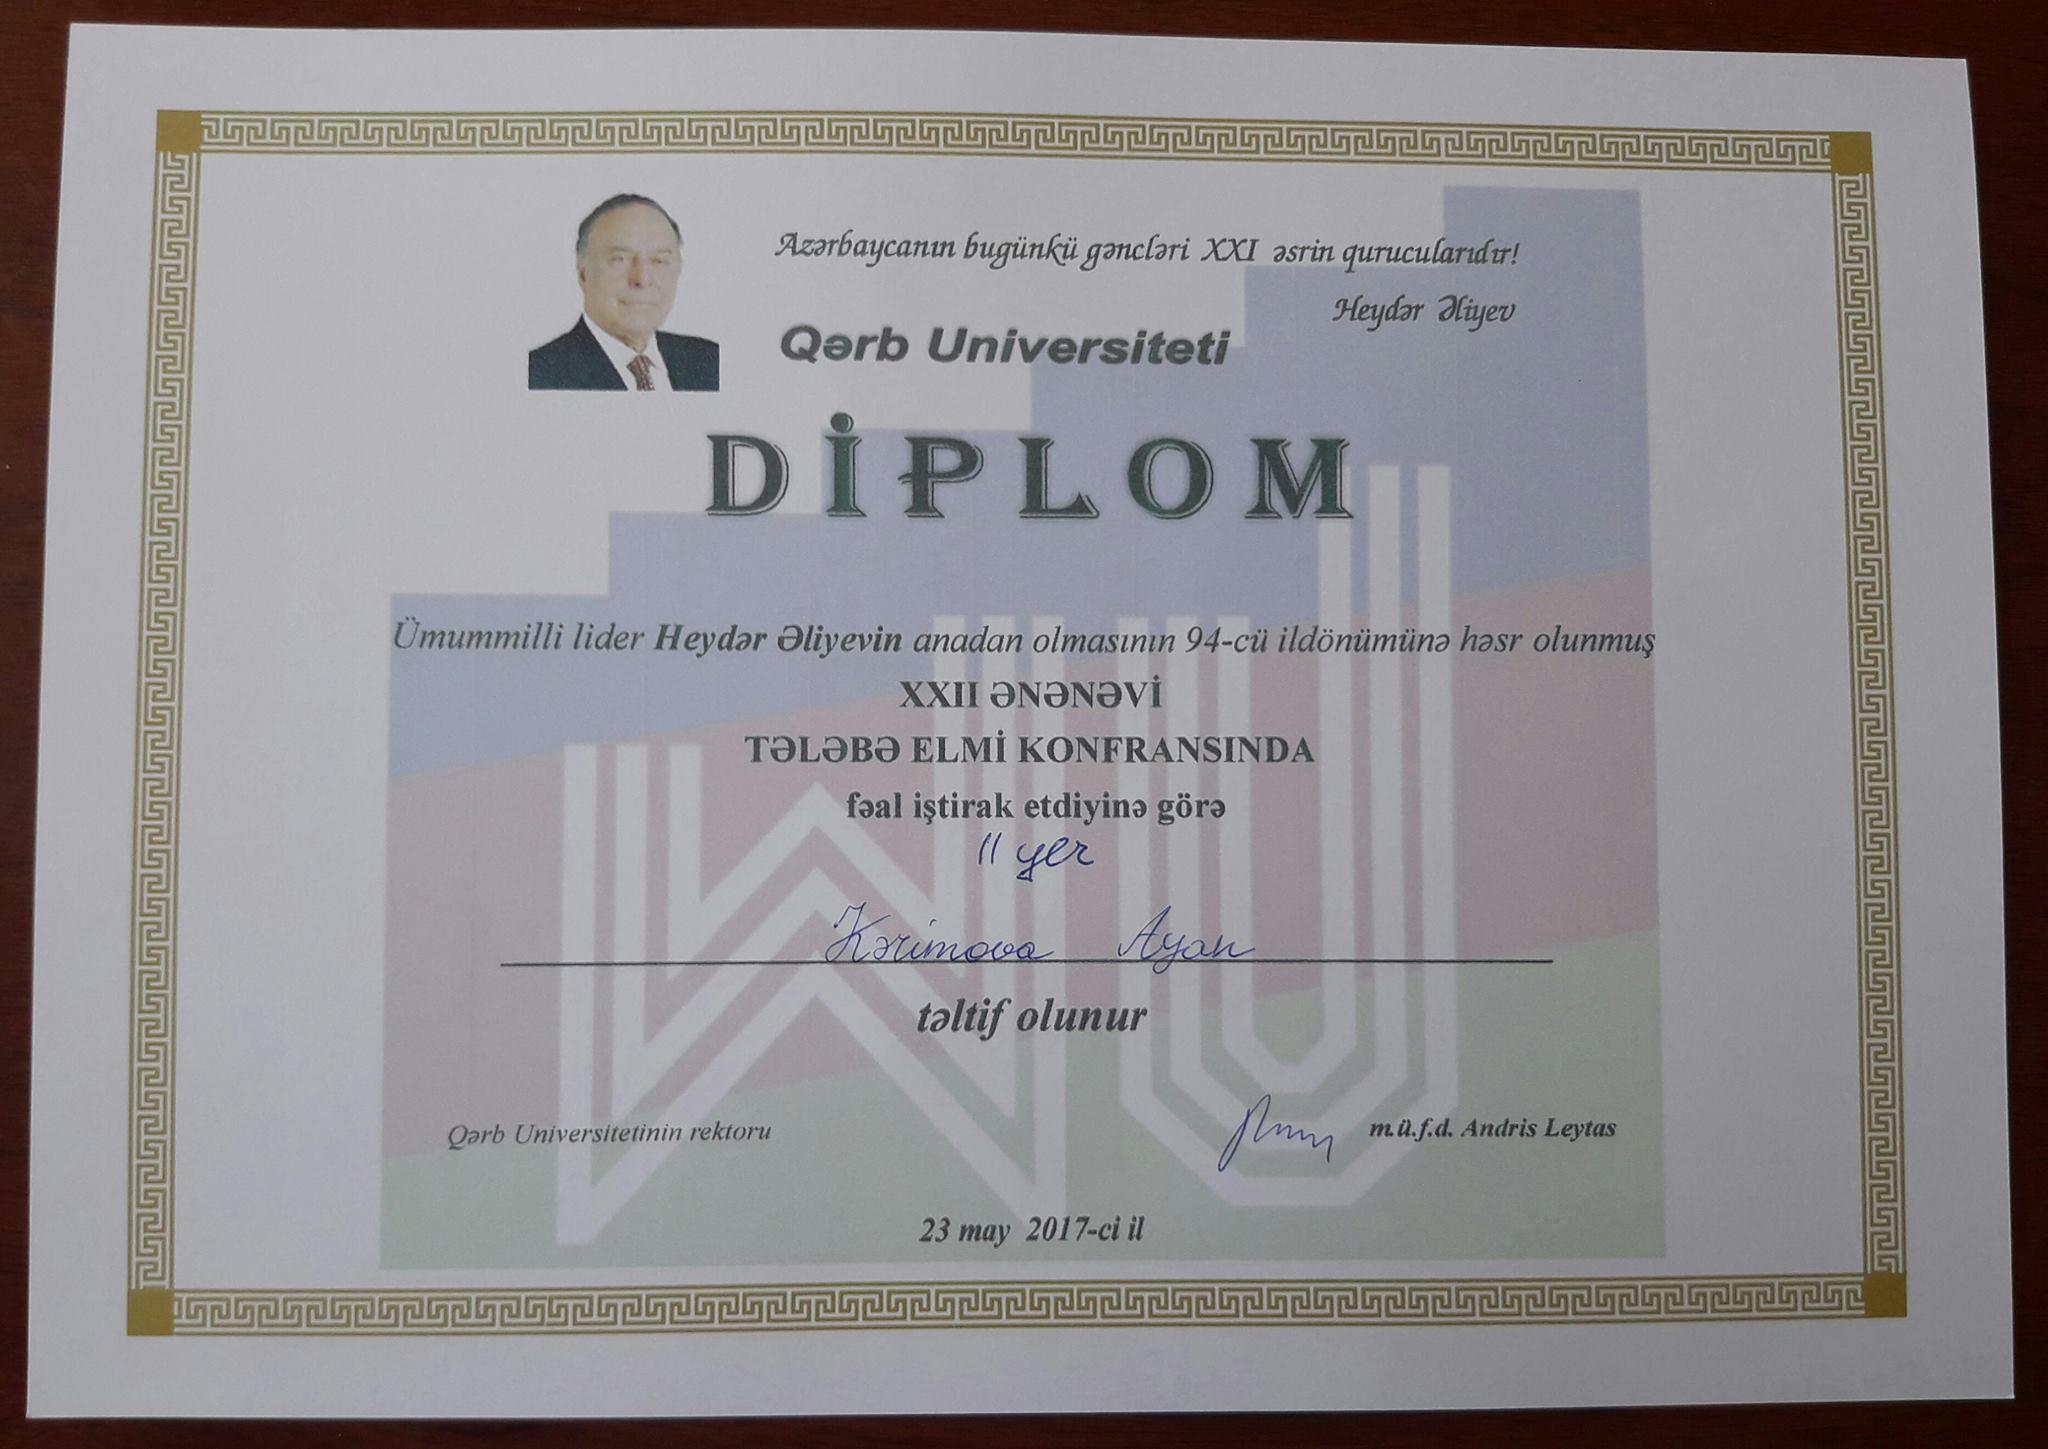 Azərbaycanın bugünkü gəncləri XXI əsrin qurucularıdır!
Heydər Əliyev
Qərb Universiteti
DİPLOM
Ümummilli lider Heydər Əliyevin anadan olmasının 94-cü ildönümünə həsr olunmuş
XXII ƏNƏNƏVİ
TƏLƏBƏ ELMİ KONFRANSINDA
fəal iştirak etdiyinə görə
II yer
Kərimova Ayan
təltif olunur
Qərb Universitetinin rektoru
m.ü.f.d. Andris Leytas
23 may 2017-ci il
WU